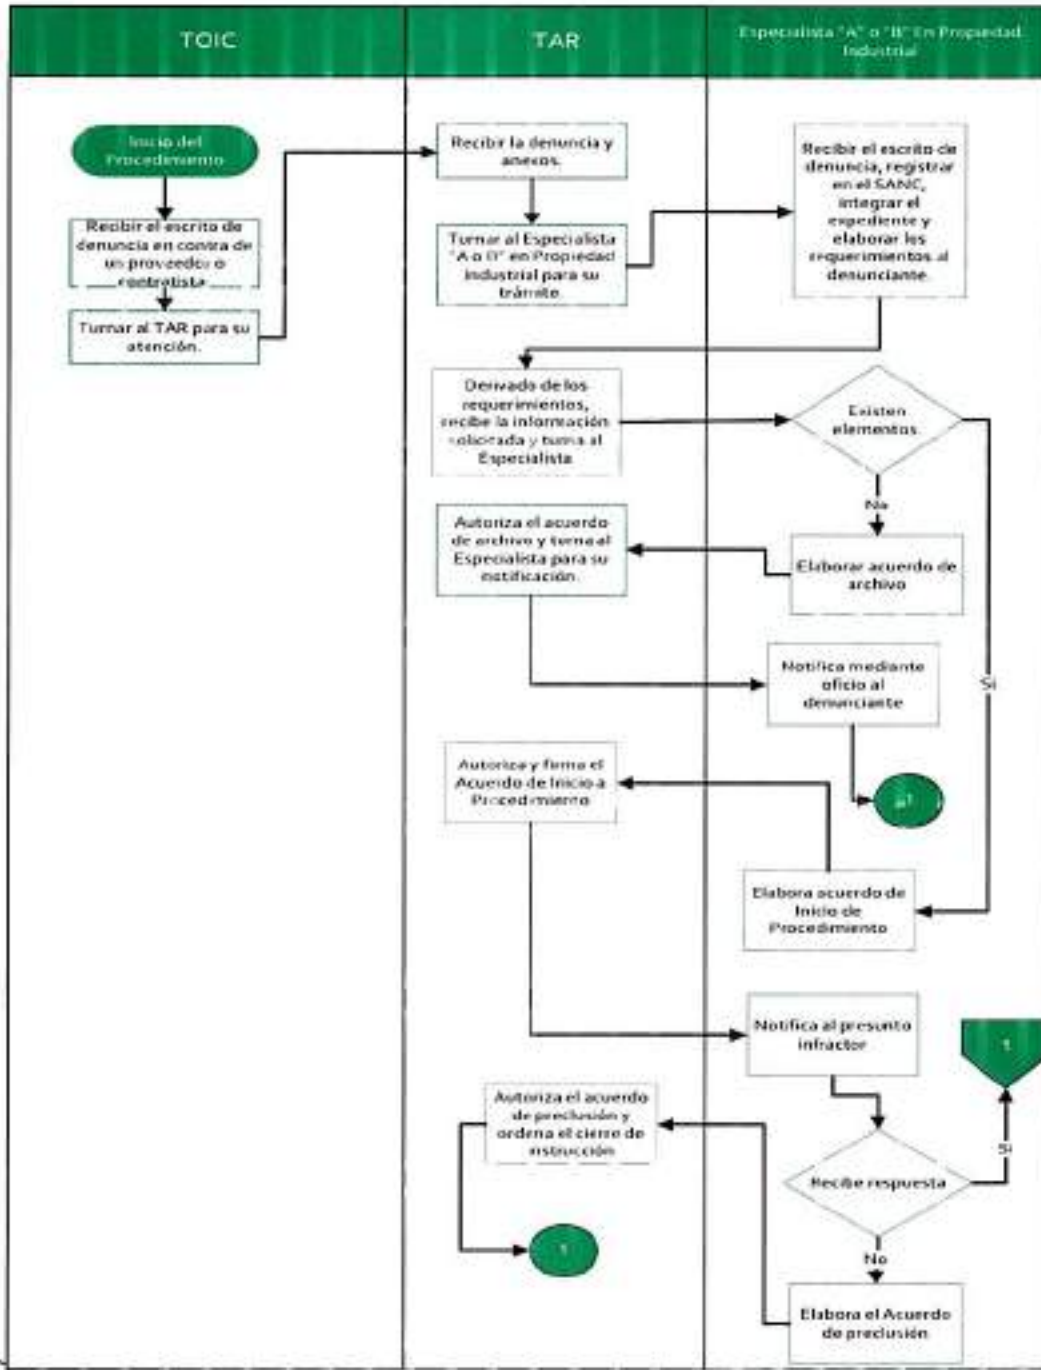 TOIC
TAR
Especialista "A" o "B" En Propiedad
Industrial
Inicio del
Procedimiento
Recibir el escrito de
denuncia en contra de
un proveedor o
contratista
Turnar al TAR para su
atención.
Recibir la denuncia y
anexos.
Turnar al Especialista
"A o B" en Propiedad
Industrial para su
trámite.
Recibir el escrito de
denuncia, registrar
en el SANC,
integrar el
expediente y
elaborar los
requerimientos al
denunciante.
Derivado de los
requerimientos,
recibe la información
solicitada y turna al
Especialista
Existen
elementos
No
Si
Elaborar acuerdo de
archivo
Autoriza el acuerdo
de archivo y turna al
Especialista para su
notificación.
Notifica mediante
oficio al
denunciante
Autoriza y firma el
Acuerdo de Inicio a
Procedimiento
Elabora acuerdo de
Inicio de
Procedimiento
Notifica al presunto
infractor
1
Autoriza el acuerdo
de preclusión y
ordena el cierre de
instrucción
Recibe respuesta
Si
No
1
Elabora el Acuerdo
de preclusión